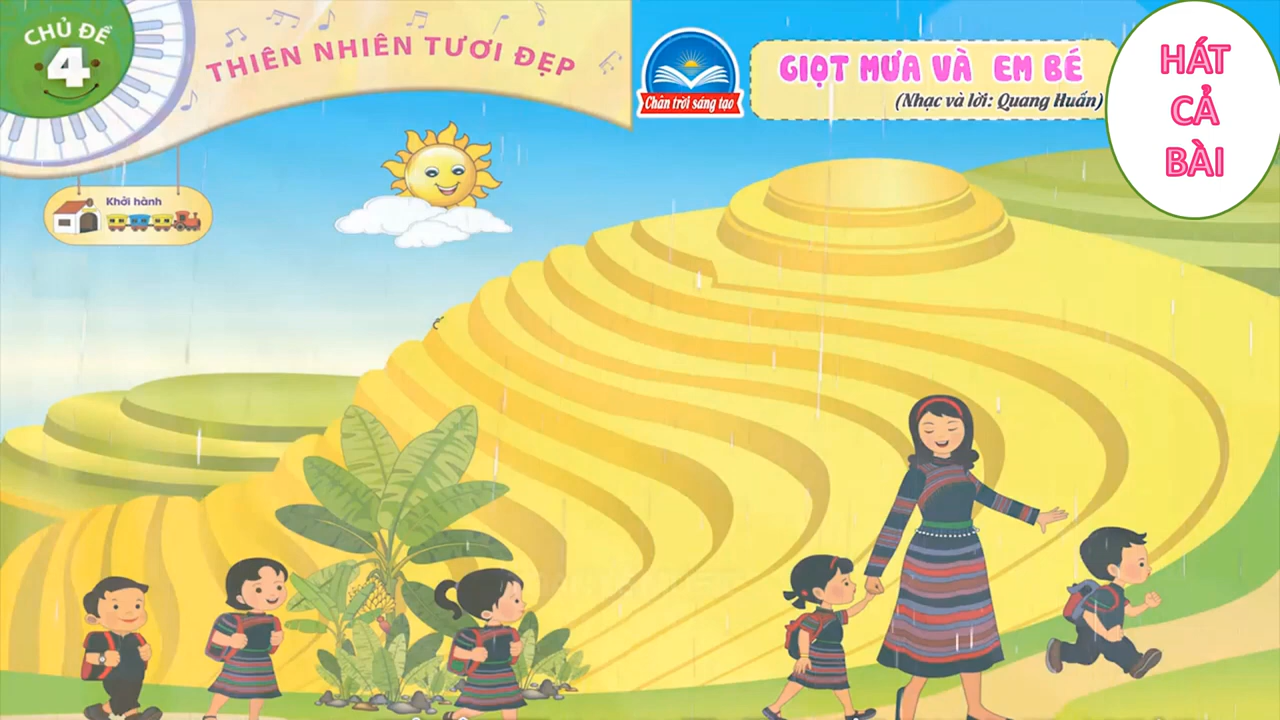 CHỦ ĐỀ
4
THIÊN NHIÊN TƯƠI ĐẸP
Chân trời sáng tạo
GIỌT MƯA VÀ EM BÉ
(Nhạc và lời: Quang Huấn)
HÁT
CẢ
BÀI
Khởi hành